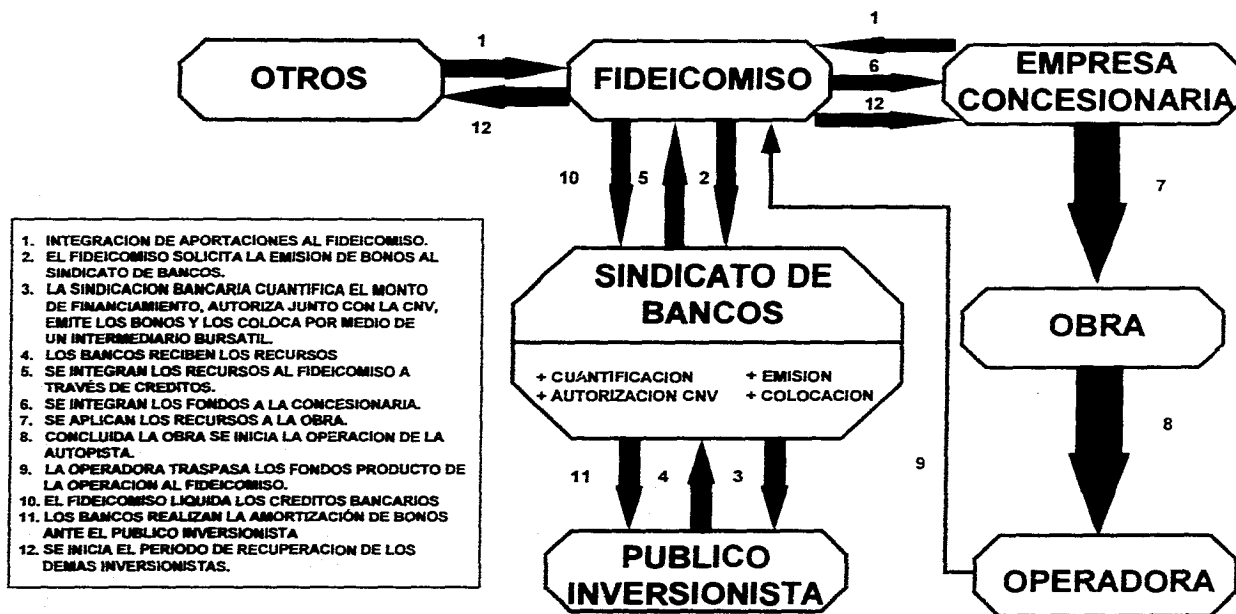 1
1
OTROS
FIDEICOMISO
6
EMPRESA
CONCESIONARIA
12
12
10
5
2
7
1. INTEGRACION DE APORTACIONES AL FIDEICOMISO.
2. EL FIDEICOMISO SOLICITA LA EMISION DE BONOS AL
SINDICATO DE BANCOS.
3. LA SINDICACION BANCARIA CUANTIFICA EL MONTO
DE FINANCIAMIENTO, AUTORIZA JUNTO CON LA CNV,
EMITE LOS BONOS Y LOS COLOCA POR MEDIO DE
UN INTERMEDIARIO BURSATIL.
4. LOS BANCOS RECIBEN LOS RECURSOS
5. SE INTEGRAN LOS RECURSOS AL FIDEICOMISO A
TRAVÉS DE CREDITOS.
6. SE INTEGRAN LOS FONDOS A LA CONCESIONARIA.
7. SE APLICAN LOS RECURSOS A LA OBRA.
8. CONCLUIDA LA OBRA SE INICIA LA OPERACION DE LA
AUTOPISTA.
9. LA OPERADORA TRASPASA LOS FONDOS PRODUCTO DE
LA OPERACION AL FIDEICOMISO.
10. EL FIDEICOMISO LIQUIDA LOS CREDITOS BANCARIOS
11. LOS BANCOS REALIZAN LA AMORTIZACIÓN DE BONOS
ANTE EL PUBLICO INVERSIONISTA
12. SE INICIA EL PERIODO DE RECUPERACION DE LOS
DEMAS INVERSIONISTAS.
SINDICATO DE
BANCOS
+ CUANTIFICACION + EMISION
+ AUTORIZACION CNV + COLOCACION
OBRA
8
11
4
3
9
PUBLICO
INVERSIONISTA
OPERADORA